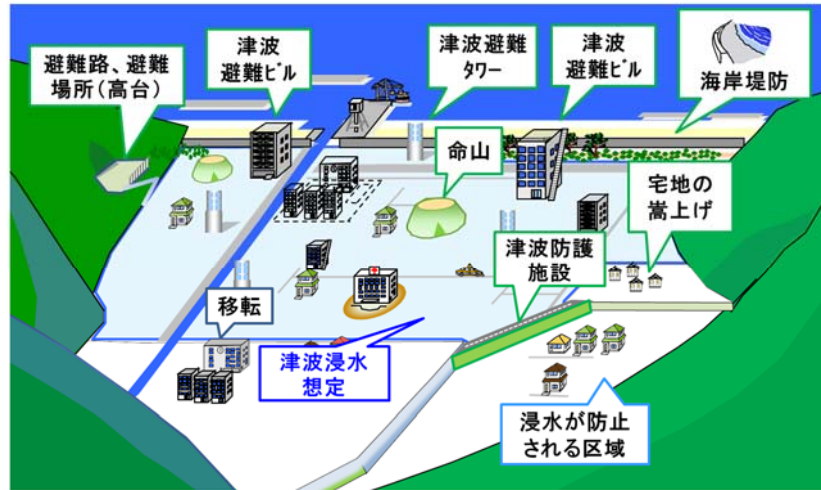 避難路、避難
場所(高台)
津波
避難ﾋﾞﾙ
津波避難
タワー
津波
避難ﾋﾞﾙ
海岸堤防
命山
宅地の
嵩上げ
津波防護
施設
移転
津波浸水
想定
浸水が防止
される区域